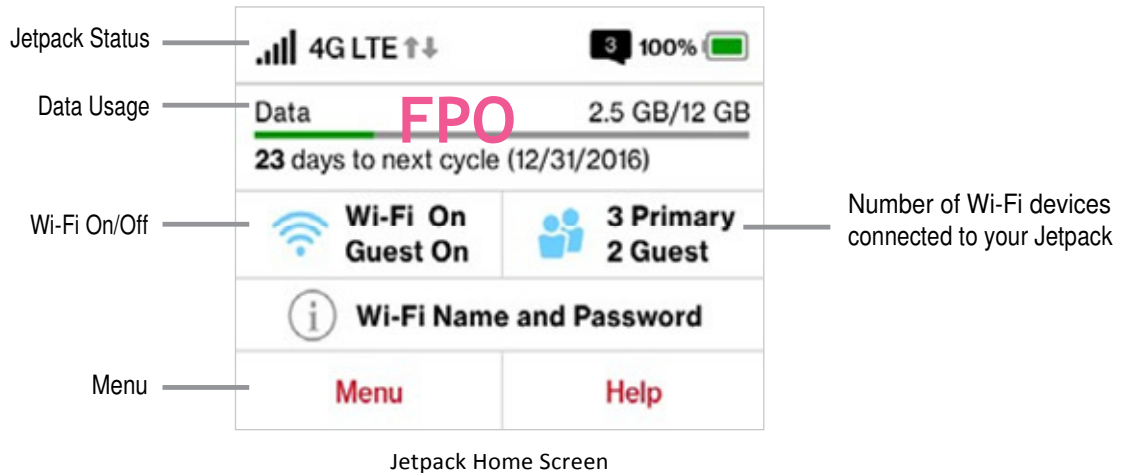 Jetpack Status
4G LTE
3
100%
Data Usage
Data
FPO
2.5 GB/12 GB
23 days to next cycle (12/31/2016)
Wi-Fi On/Off
Wi-Fi On
Guest On
3 Primary
2 Guest
Number of Wi-Fi devices
connected to your Jetpack
i
Wi-Fi Name and Password
Menu
Menu
Help
Jetpack Home Screen